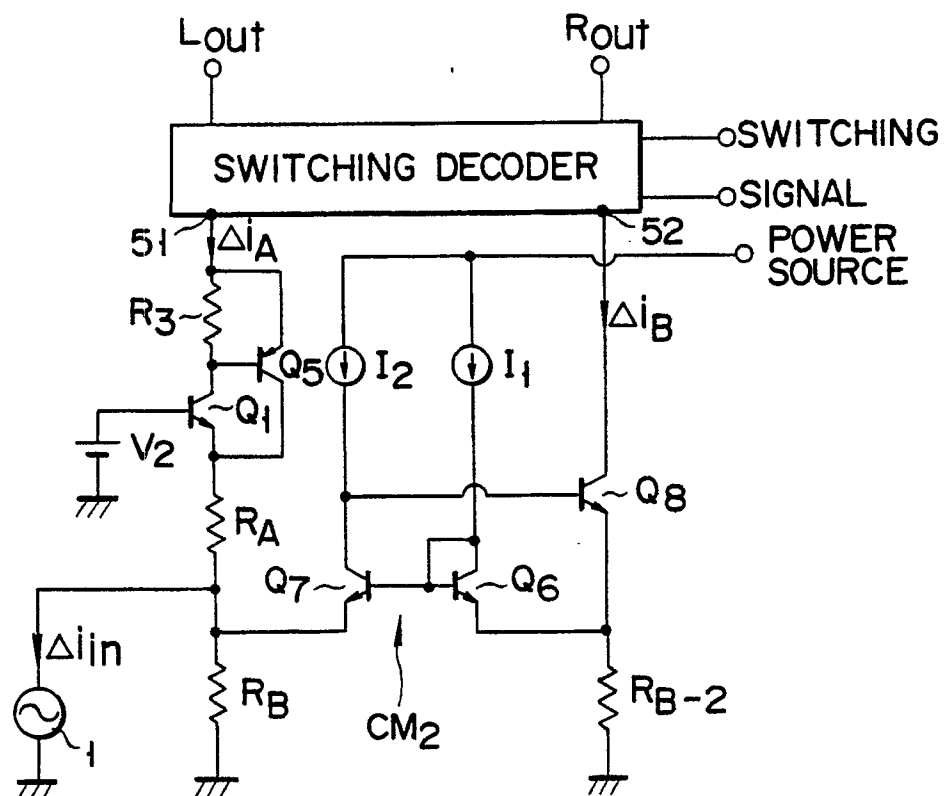 Lout
Rout
SWITCHING
SWITCHING DECODER
SIGNAL
51
ΔiA
52
POWER
SOURCE
R3
ΔiB
Q5
I2
I1
Q1
V2
Q8
RA
Q7
Q6
Δiin
RB
RB-2
CM2
1